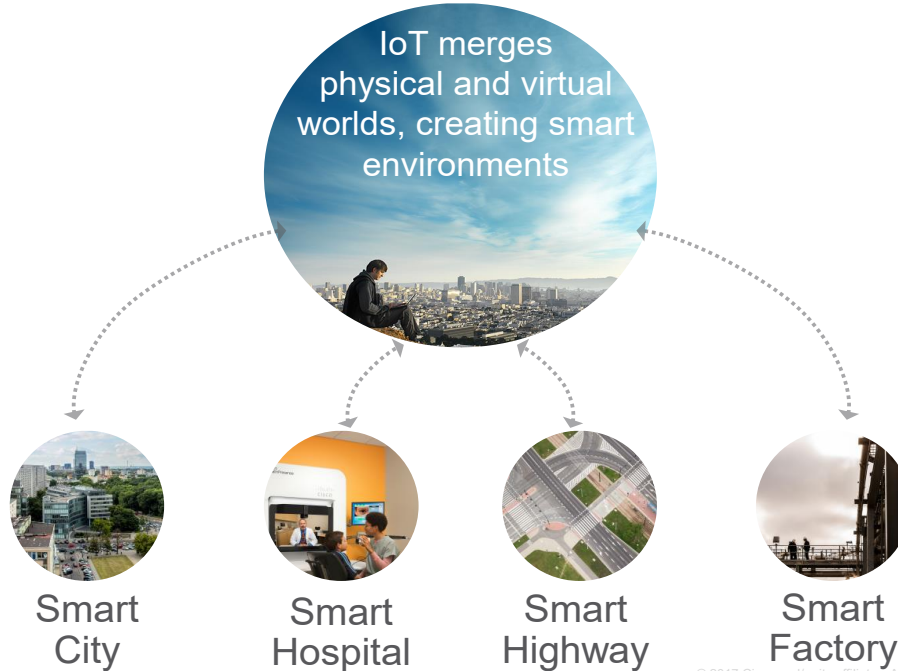 IoT merges
physical and virtual
worlds, creating smart
environments
Smart
City
Smart
Hospital
Smart
Highway
Smart
Factory